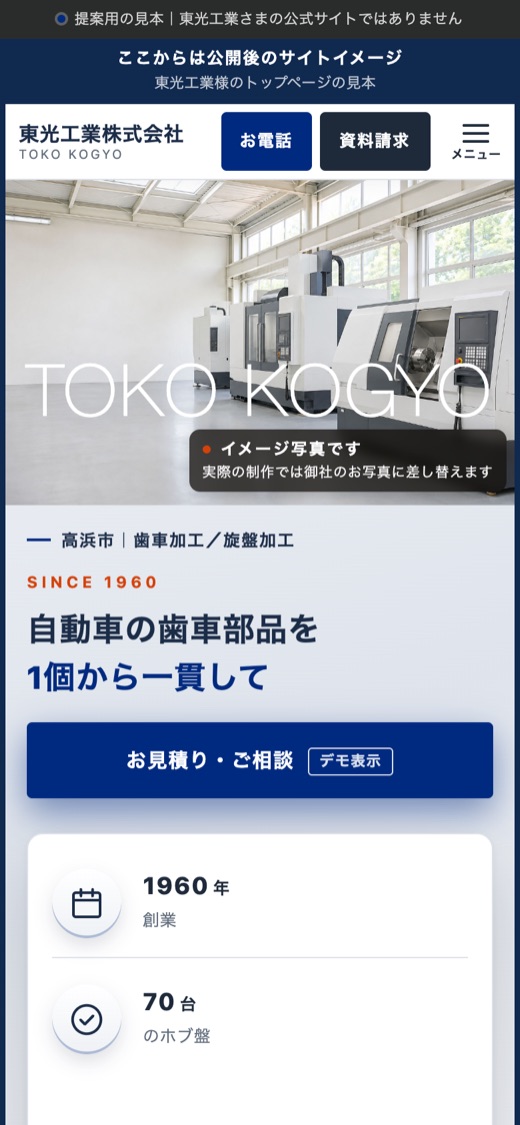 提案用の見本｜東光工業さまの公式サイトではありません
ここからは公開後のサイトイメージ
東光工業様のトップページの見本
東光工業株式会社
TOKO KOGYO
お電話
資料請求
メニュー
TOKO KOGYO
イメージ写真です
実際の制作では御社のお写真に差し替えます
高浜市｜歯車加工／旋盤加工
SINCE 1960
自動車の歯車部品を
1個から一貫して
お見積り・ご相談 デモ表示
1960 年
創業
70 台
のホブ盤